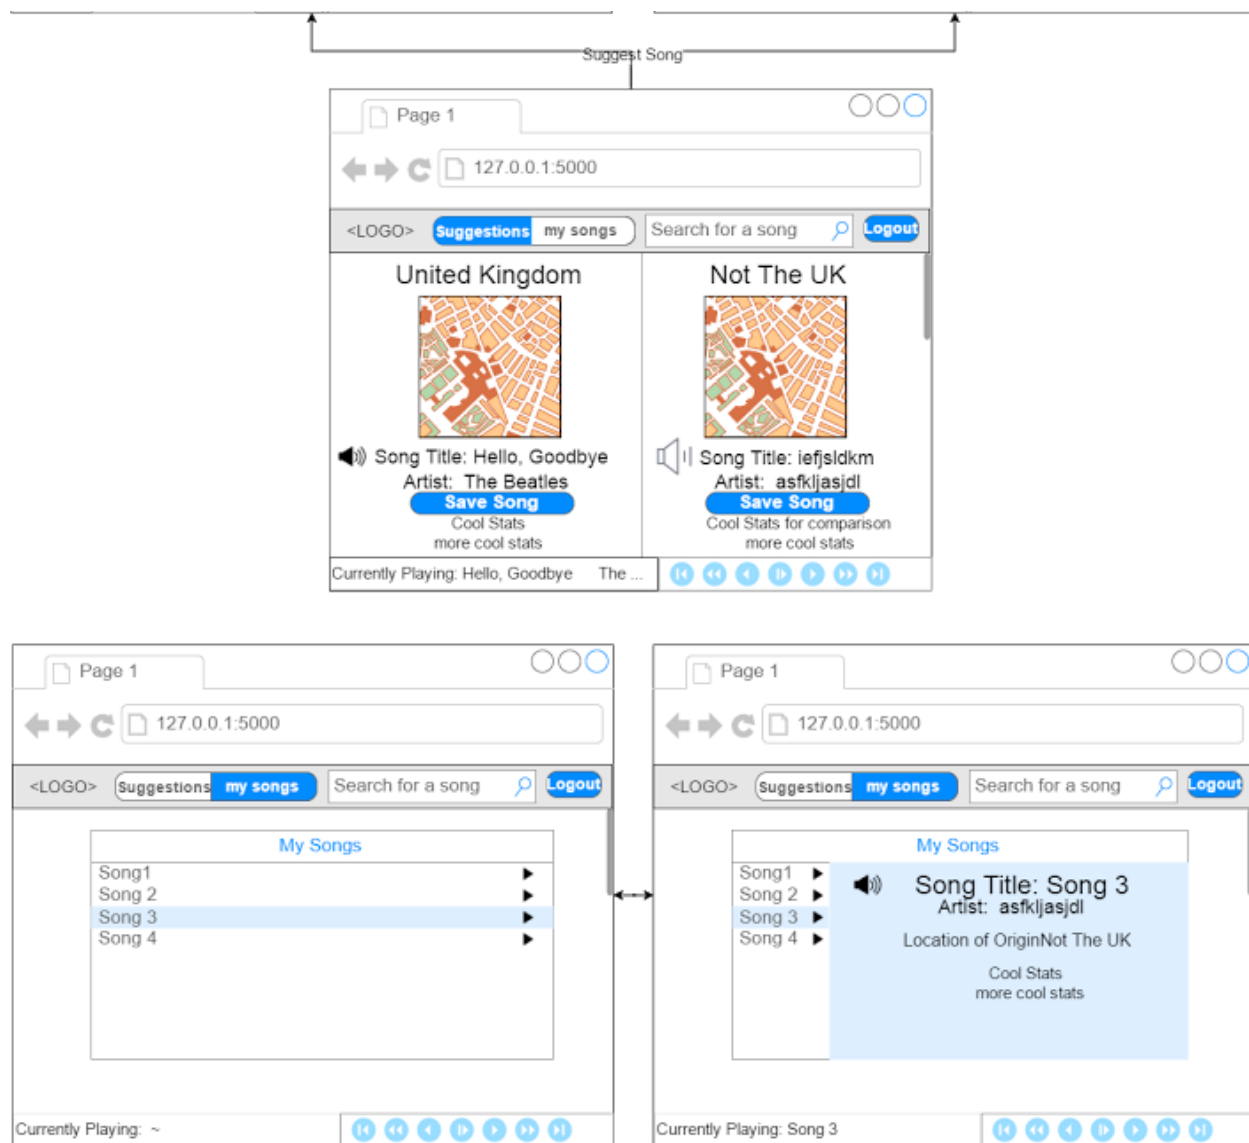 Suggest Song
Page 1
127.0.0.1:5000
<LOGO> Suggestions my songs Search for a song Logout
United Kingdom
Song Title: Hello, Goodbye
Artist: The Beatles
Save Song
Cool Stats
more cool stats
Not The UK
Song Title: iefjsldkm
Artist: asfkljasjdl
Save Song
Cool Stats for comparison
more cool stats
Currently Playing: Hello, Goodbye The ...
Page 1
127.0.0.1:5000
<LOGO> Suggestions my songs Search for a song Logout
My Songs
Song1
Song 2
Song 3
Song 4
Currently Playing: ~
Page 1
127.0.0.1:5000
<LOGO> Suggestions my songs Search for a song Logout
My Songs
Song1
Song 2
Song 3
Song 4
Song Title: Song 3
Artist: asfkljasjdl
Location of OriginNot The UK
Cool Stats
more cool stats
Currently Playing: Song 3